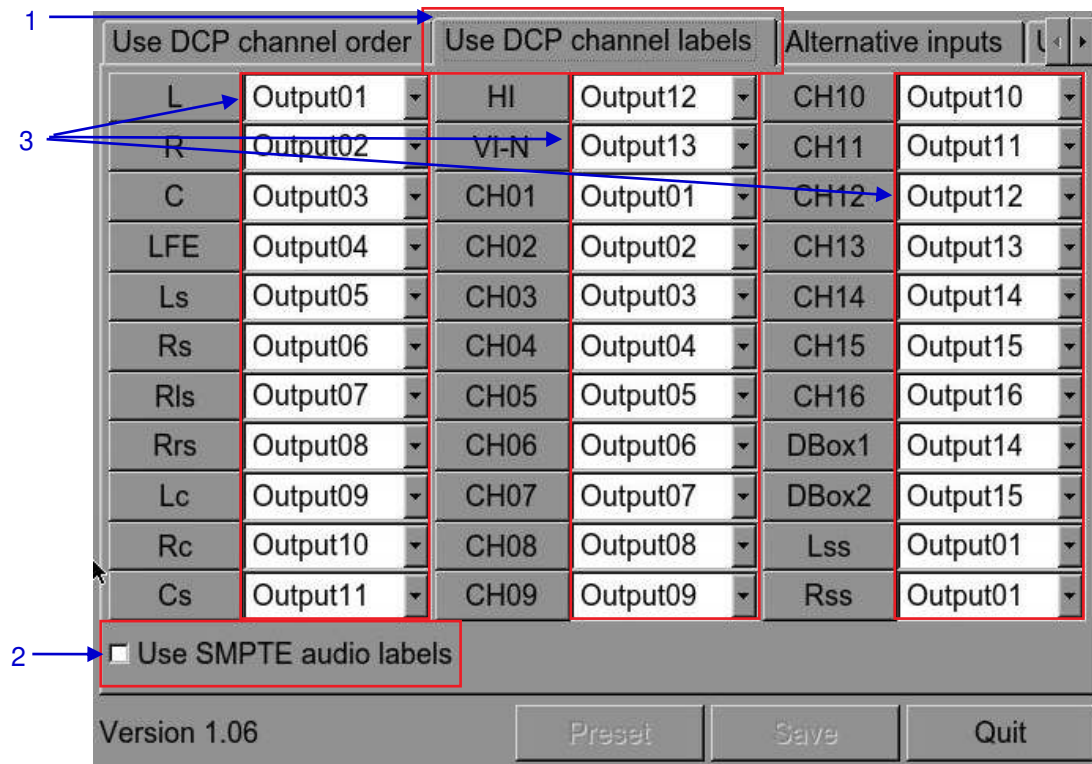 1
Use DCP channel order Use DCP channel labels Alternative inputs
L Output01 HI Output12 CH10 Output10
3
R Output02 VI-N Output13 CH11 Output11
C Output03 CH01 Output01 CH12 Output12
LFE Output04 CH02 Output02 CH13 Output13
Ls Output05 CH03 Output03 CH14 Output14
Rs Output06 CH04 Output04 CH15 Output15
Rls Output07 CH05 Output05 CH16 Output16
Rrs Output08 CH06 Output06 DBox1 Output14
Lc Output09 CH07 Output07 DBox2 Output15
Rc Output10 CH08 Output08 Lss Output01
Cs Output11 CH09 Output09 Rss Output01
2
Use SMPTE audio labels
Version 1.06 Preset Save Quit